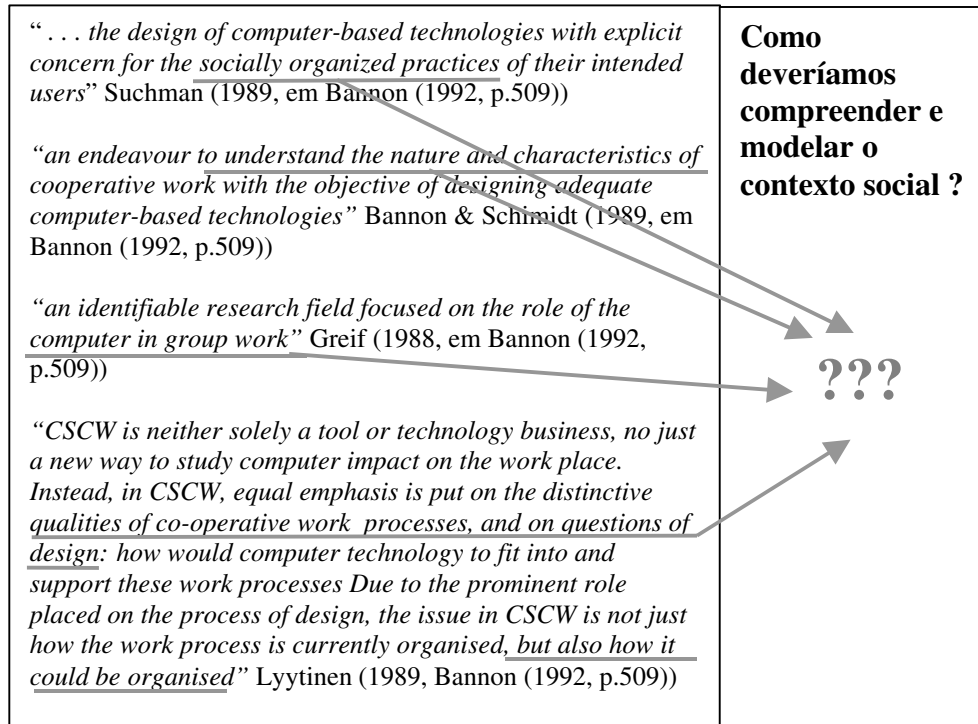 “ . . . the design of computer-based technologies with explicit
concern for the socially organized practices of their intended
users” Suchman (1989, em Bannon (1992, p.509))
“an endeavour to understand the nature and characteristics of
cooperative work with the objective of designing adequate
computer-based technologies” Bannon & Schimidt (1989, em
Bannon (1992, p.509))
“an identifiable research field focused on the role of the
computer in group work” Greif (1988, em Bannon (1992,
p.509))
“CSCW is neither solely a tool or technology business, no just
a new way to study computer impact on the work place.
Instead, in CSCW, equal emphasis is put on the distinctive
qualities of co-operative work processes, and on questions of
design: how would computer technology to fit into and
support these work processes Due to the prominent role
placed on the process of design, the issue in CSCW is not just
how the work process is currently organised, but also how it
could be organised” Lyytinen (1989, Bannon (1992, p.509))
Como
deveríamos
compreender e
modelar o
contexto social ?
???